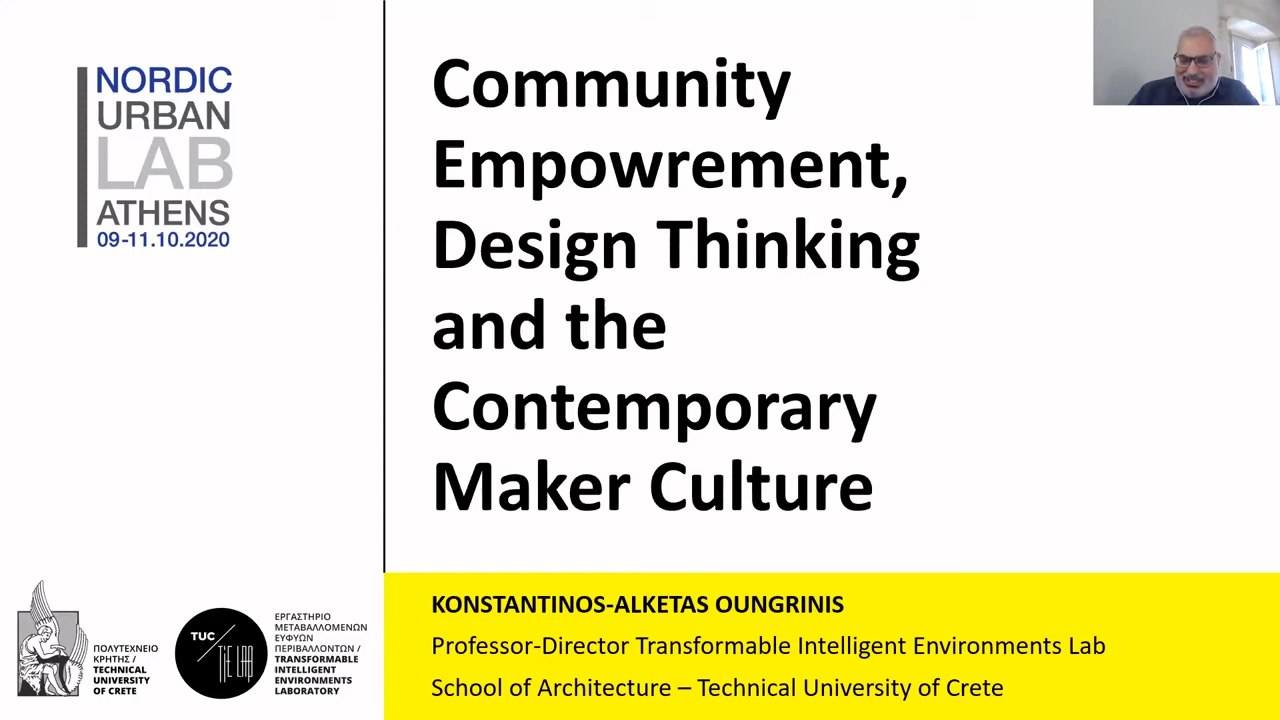 NORDIC
URBAN
LAB
ATHENS
09-11.10.2020
Community
Empowrement,
Design Thinking
and the
Contemporary
Maker Culture
KONSTANTINOS-ALKETAS OUNGRINIS
Professor-Director Transformable Intelligent Environments Lab
School of Architecture – Technical University of Crete
ΠΟΛΥΤΕΧΝΕΙΟ
ΚΡΗΤΗΣ /
TECHNICAL
UNIVERSITY
OF CRETE
TUC
TIE LAB
ΕΡΓΑΣΤΗΡΙΟ
ΜΕΤΑΒΑΛΛΟΜΕΝΩΝ
ΕΥΦΥΩΝ
ΠΕΡΙΒΑΛΛΟΝΤΩΝ /
TRANSFORMABLE
INTELLIGENT
ENVIRONMENTS
LABORATORY